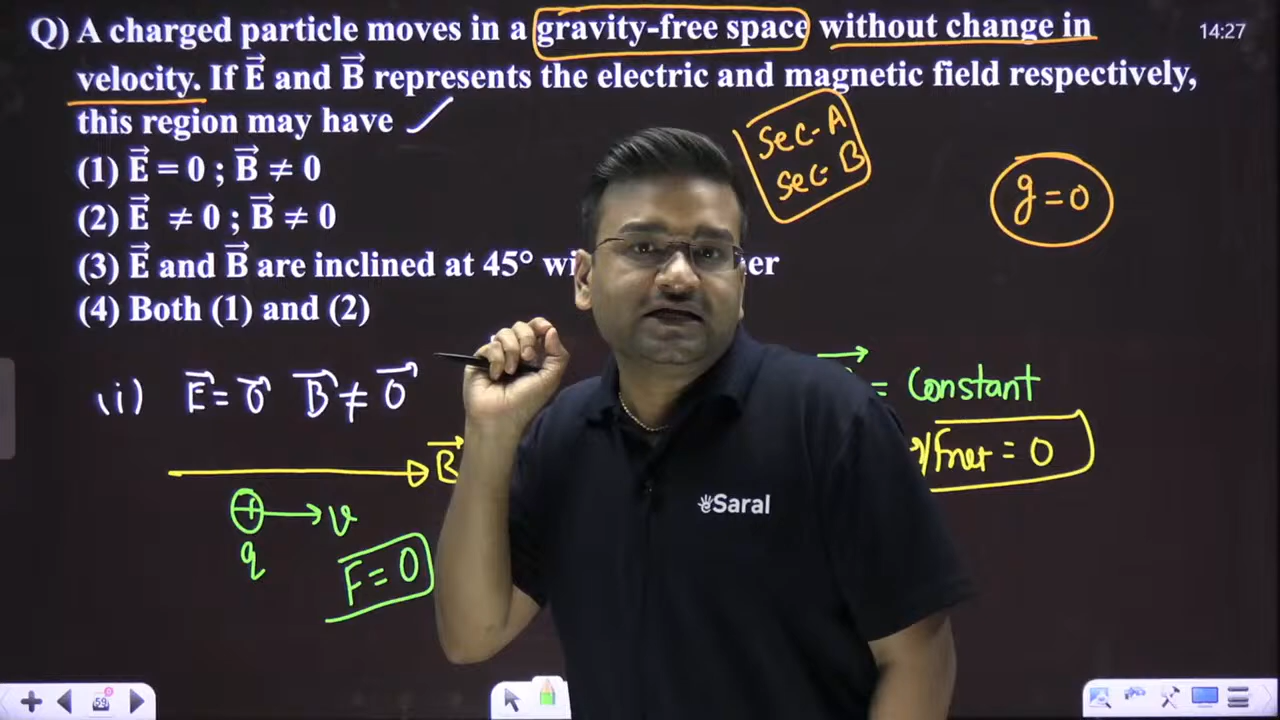 Q) A charged particle moves in a gravity-free space without change in
14:27
velocity. If E⃗ and B⃗ represents the electric and magnetic field respectively,
this region may have
(1) E⃗ = 0 ; B⃗ ≠ 0
(2) E⃗ ≠ 0 ; B⃗ ≠ 0
(3) E⃗ and B⃗ are inclined at 45°
(4) Both (1) and (2)
Sec-A
Sec-B
g = 0
(i) E⃗ = 0⃗ B⃗ ≠ 0⃗
= Constant
Fnet = 0
B⃗
+ v
q
F = 0
eSaral
59